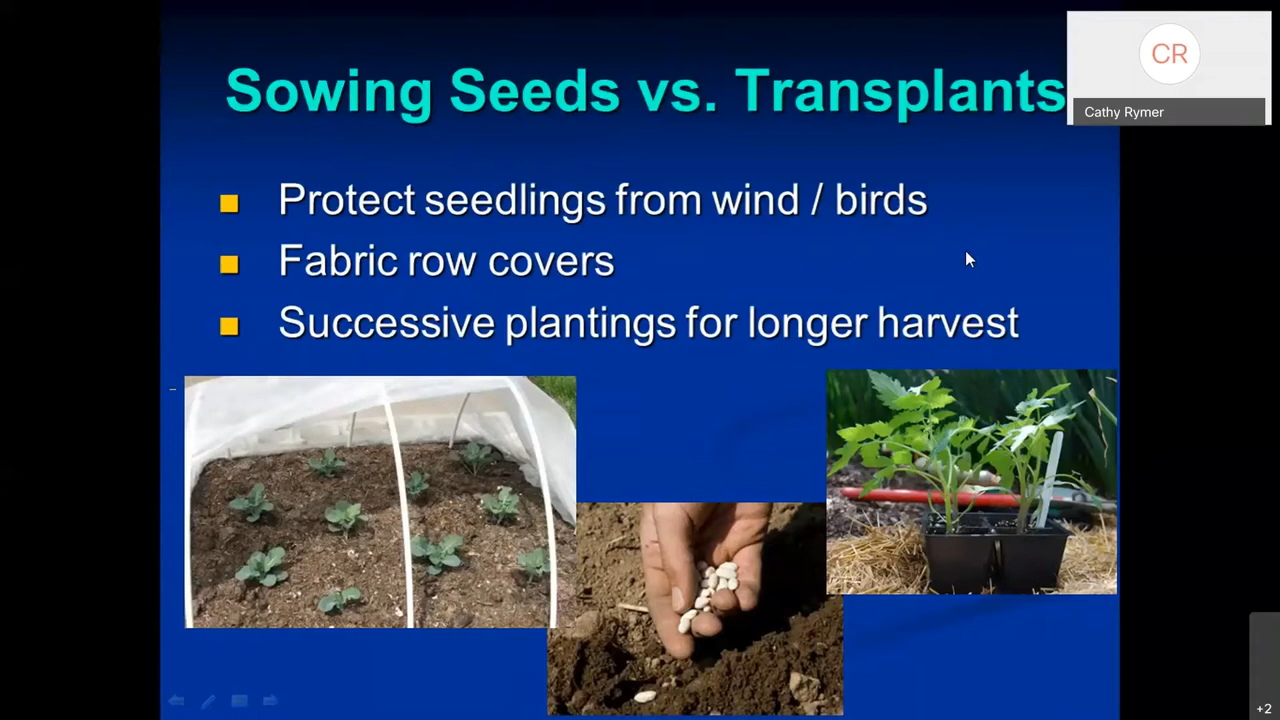 Sowing Seeds vs. Transplants
CR
Cathy Rymer
Protect seedlings from wind / birds
Fabric row covers
Successive plantings for longer harvest
+2